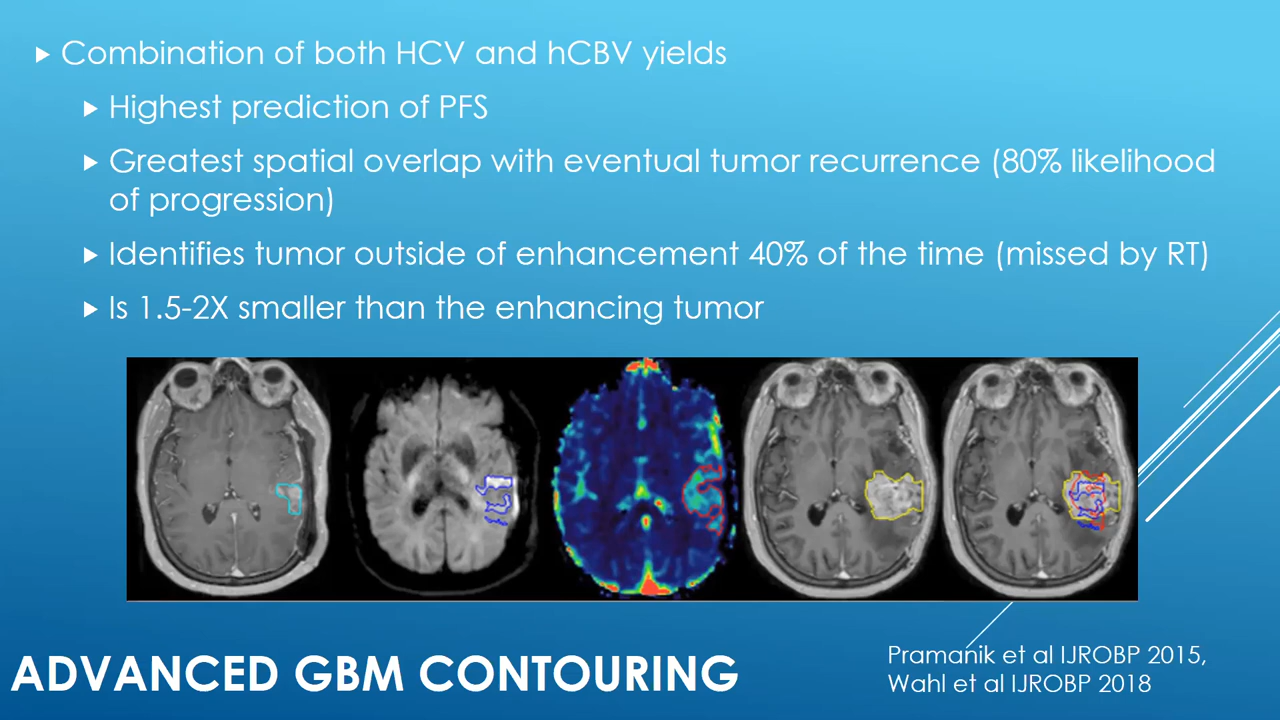 Combination of both HCV and hCBV yields
Highest prediction of PFS
Greatest spatial overlap with eventual tumor recurrence (80% likelihood
of progression)
Identifies tumor outside of enhancement 40% of the time (missed by RT)
Is 1.5-2X smaller than the enhancing tumor
ADVANCED GBM CONTOURING
Pramanik et al IJROBP 2015,
Wahl et al IJROBP 2018